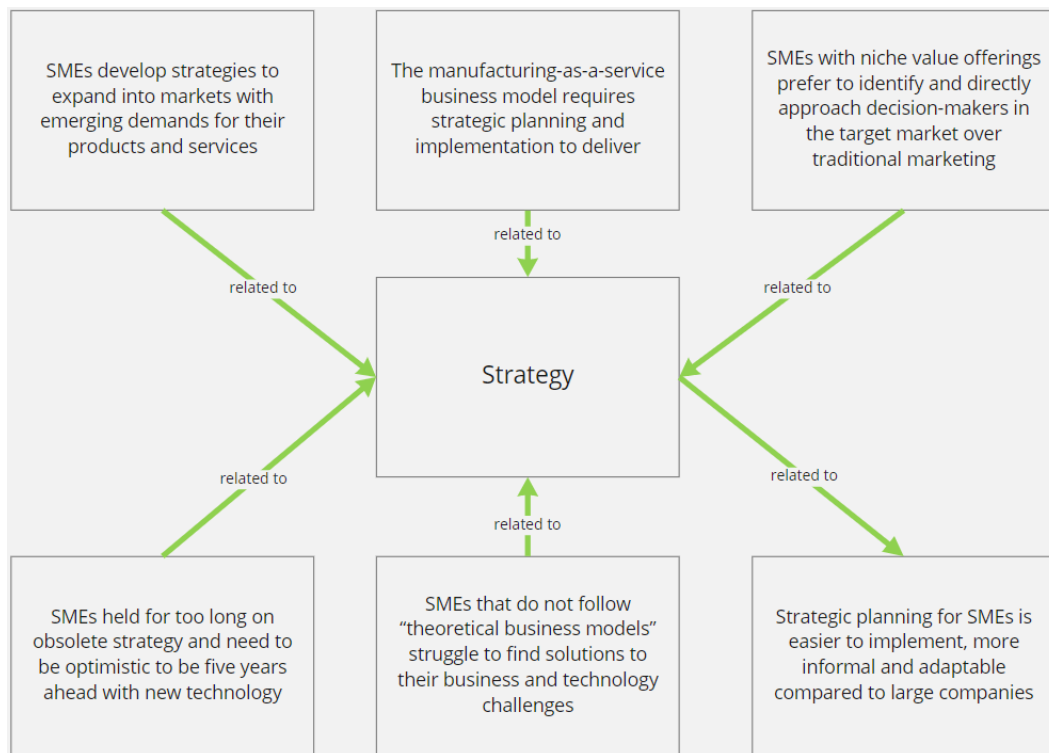 SMEs develop strategies to
expand into markets with
emerging demands for their
products and services
The manufacturing-as-a-service
business model requires
strategic planning and
implementation to deliver
SMEs with niche value offerings
prefer to identify and directly
approach decision-makers in
the target market over
traditional marketing
related to
related to
related to
Strategy
related to
related to
related to
SMEs held for too long on
obsolete strategy and need to
be optimistic to be five years
ahead with new technology
SMEs that do not follow
“theoretical business models”
struggle to find solutions to
their business and technology
challenges
Strategic planning for SMEs is
easier to implement, more
informal and adaptable
compared to large companies